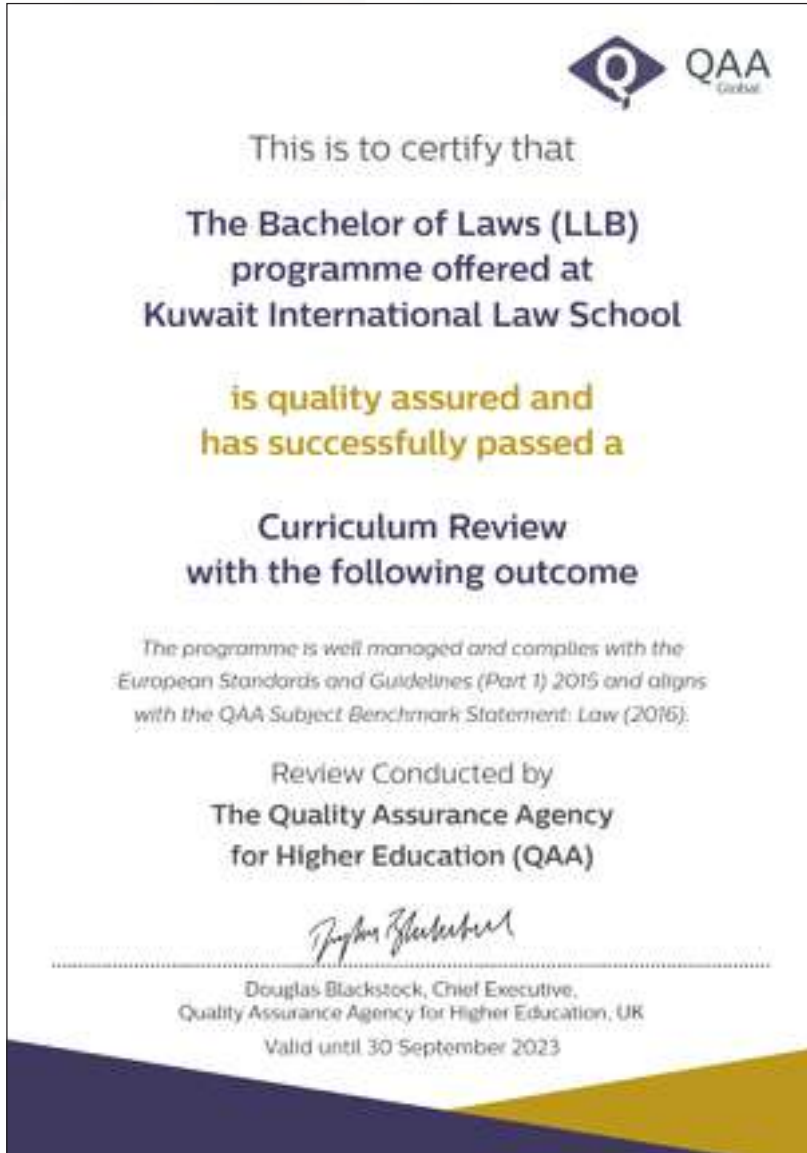 QAA
Global
This is to certify that
The Bachelor of Laws (LLB)
programme offered at
Kuwait International Law School
is quality assured and
has successfully passed a
Curriculum Review
with the following outcome
The programme is well managed and complies with the
European Standards and Guidelines (Part 1) 2015 and aligns
with the QAA Subject Benchmark Statement: Law (2016).
Review Conducted by
The Quality Assurance Agency
for Higher Education (QAA)
Douglas Blackstock, Chief Executive,
Quality Assurance Agency for Higher Education, UK
Valid until 30 September 2023